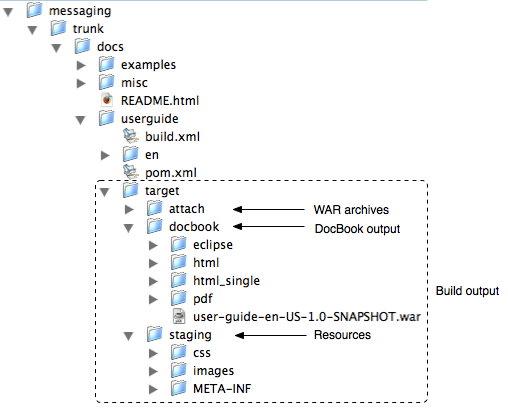 messaging
trunk
docs
examples
misc
README.html
userguide
build.xml
en
pom.xml
target
attach WAR archives
docbook DocBook output
eclipse
html
html_single Build output
pdf
user-guide-en-US-1.0-SNAPSHOT.war
staging Resources
css
images
META-INF